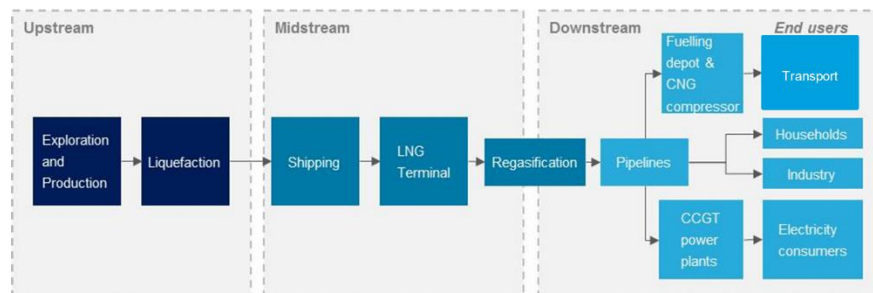 Upstream
Midstream
Downstream
End users
Exploration
and
Production
Liquefaction
Shipping
LNG
Terminal
Regasification
Pipelines
Fuelling
depot &
CNG
compressor
Transport
Households
Industry
CCGT
power
plants
Electricity
consumers